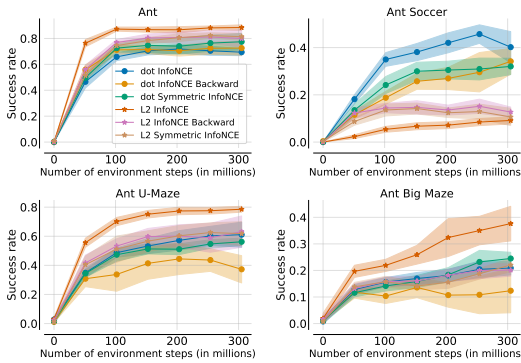 Ant
Success rate
0.8
0.6
0.4
0.2
0.0
dot InfoNCE
dot InfoNCE Backward
dot Symmetric InfoNCE
L2 InfoNCE
L2 InfoNCE Backward
L2 Symmetric InfoNCE
0 100 200 300
Number of environment steps (in millions)
Ant Soccer
Success rate
0.4
0.2
0.0
0 100 200 300
Number of environment steps (in millions)
Ant U-Maze
Success rate
0.8
0.6
0.4
0.2
0.0
0 100 200 300
Number of environment steps (in millions)
Ant Big Maze
Success rate
0.4
0.3
0.2
0.1
0.0
0 100 200 300
Number of environment steps (in millions)